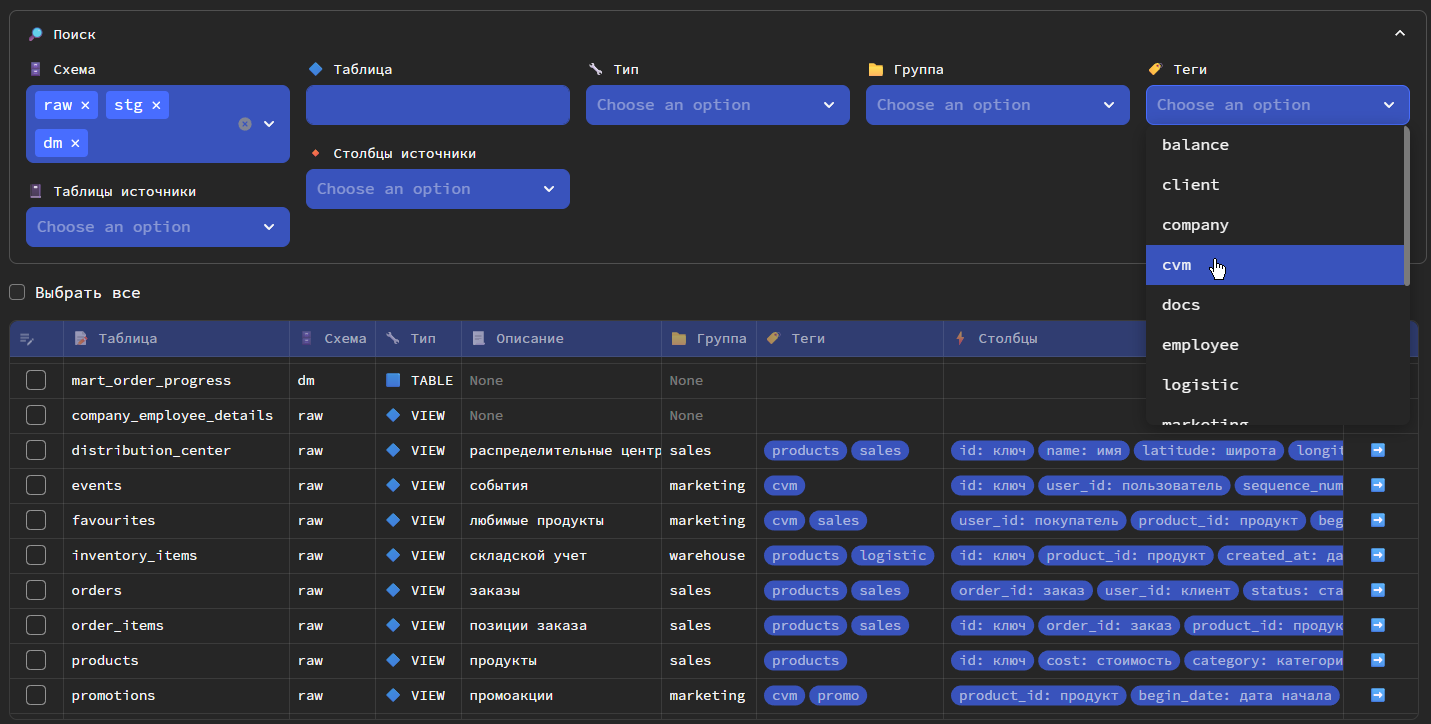 Поиск
Схема Таблица Тип Группа Теги
raw × stg × Choose an option Choose an option Choose an option
dm ×
Столбцы источники
Choose an option
Таблицы источники
Choose an option
balance
client
company
cvm
docs
employee
logistic
marketing
Выбрать все
Таблица Схема Тип Описание Группа Теги Столбцы
mart_order_progress dm TABLE None None
company_employee_details raw VIEW None None
distribution_center raw VIEW распределительные центр sales products sales id: ключ name: имя latitude: широта longit
events raw VIEW события marketing cvm id: ключ user_id: пользователь sequence_num
favourites raw VIEW любимые продукты marketing cvm sales user_id: покупатель product_id: продукт beg
inventory_items raw VIEW складской учет warehouse products logistic id: ключ product_id: продукт created_at: да
orders raw VIEW заказы sales products sales order_id: заказ user_id: клиент status: ста
order_items raw VIEW позиции заказа sales products sales id: ключ order_id: заказ product_id: продук
products raw VIEW продукты sales products id: ключ cost: стоимость category: категори
promotions raw VIEW промоакции marketing cvm promo product_id: продукт begin_date: дата начала